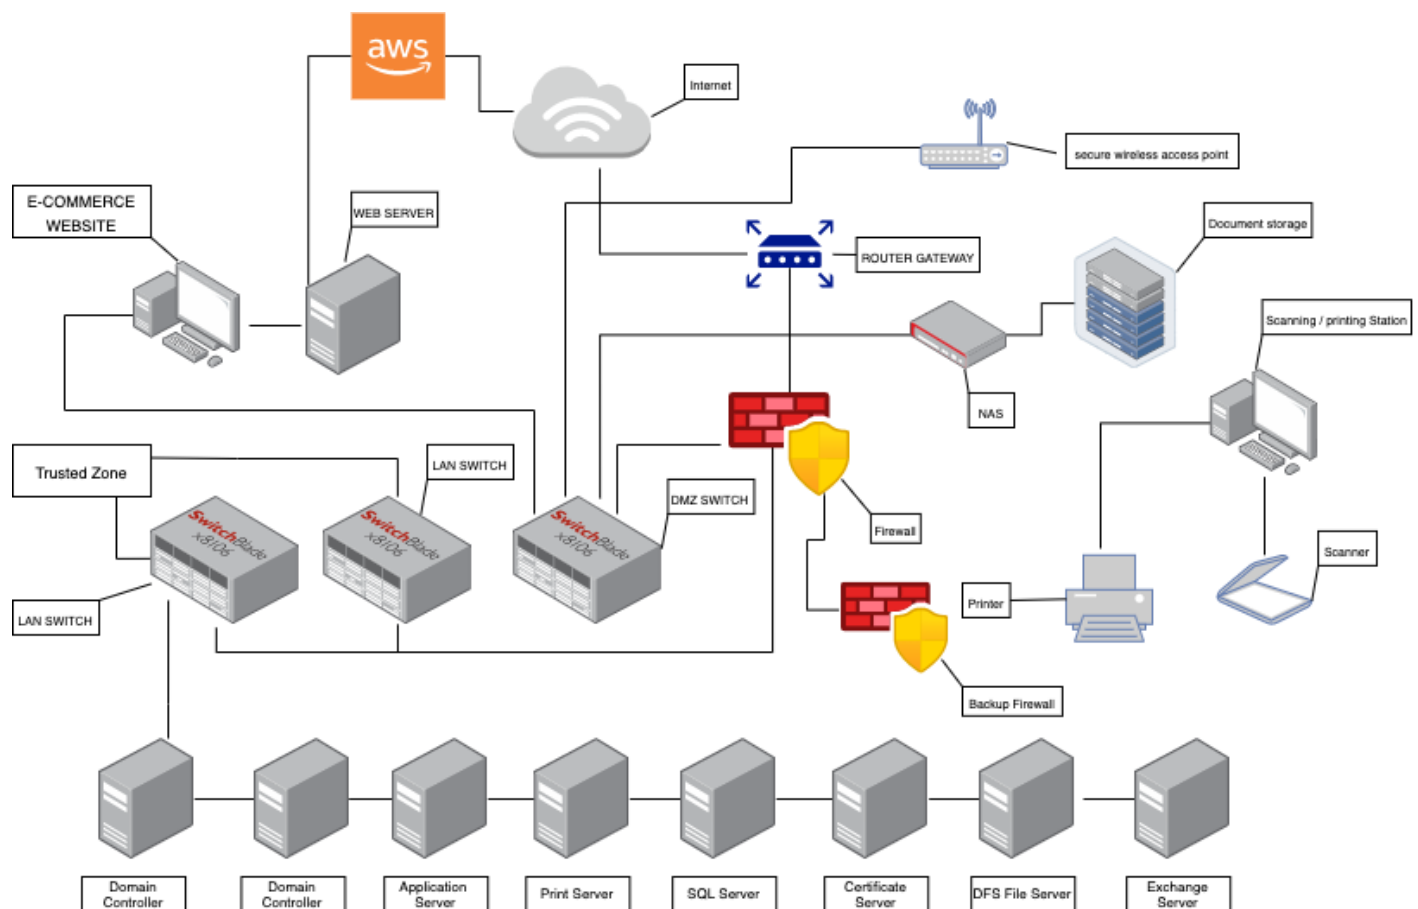 aws
Internet
secure wireless access point
E-COMMERCE
WEBSITE
WEB SERVER
Document storage
ROUTER GATEWAY
Scanning / printing Station
NAS
LAN SWITCH
Trusted Zone
DMZ SWITCH
SwitchBlade
x8106
SwitchBlade
x8106
SwitchBlade
x8106
Firewall
Scanner
Printer
LAN SWITCH
Backup Firewall
Domain
Controller
Domain
Controller
Application
Server
Print Server
SQL Server
Certificate
Server
DFS File Server
Exchange
Server